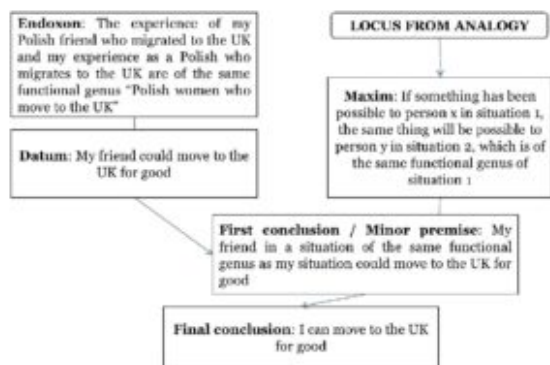 Endoxon: The experience of my
Polish friend who migrated to the UK
and my experience as a Polish who
migrates to the UK are of the same
functional genus "Polish women who
move to the UK"
LOCUS FROM ANALOGY
Maxim: If something has been
possible to person x in situation 1,
the same thing will be possible to
person y in situation 2, which is of
the same functional genus of
situation 1
Datum: My friend could move to the
UK for good
First conclusion / Minor premise: My
friend in a situation of the same functional
genus as my situation could move to the UK for
good
Final conclusion: I can move to the UK
for good